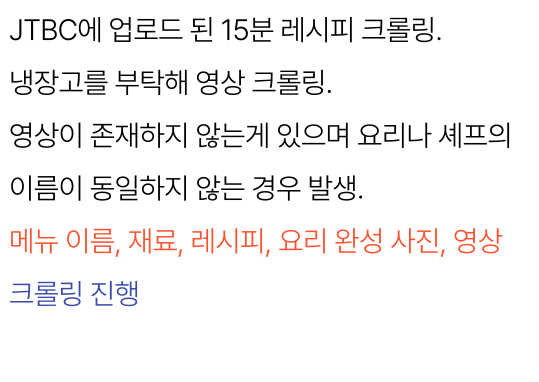 JTBC에 업로드 된 15분 레시피 크롤링.
냉장고를 부탁해 영상 크롤링.
영상이 존재하지 않는게 있으며 요리나 셰프의
이름이 동일하지 않는 경우 발생.
메뉴 이름, 재료, 레시피, 요리 완성 사진, 영상
크롤링 진행